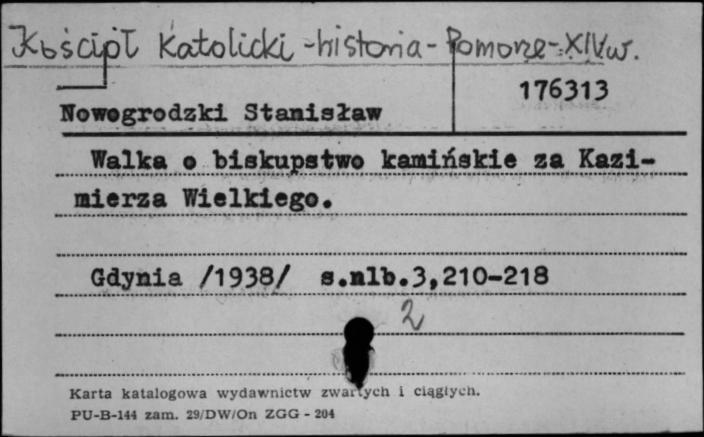 Kościół Katolicki - historia - Pomorze - XIV w.
176313
Nowogrodzki Stanisław
Walka o biskupstwo kamińskie za Kazi-
mierza Wielkiego.
Gdynia /1938/ s.nlb.3,210-218
2
Karta katalogowa wydawnictw zwartych i ciągłych.
PU-B-144 zam. 29/DW/On ZGG - 204